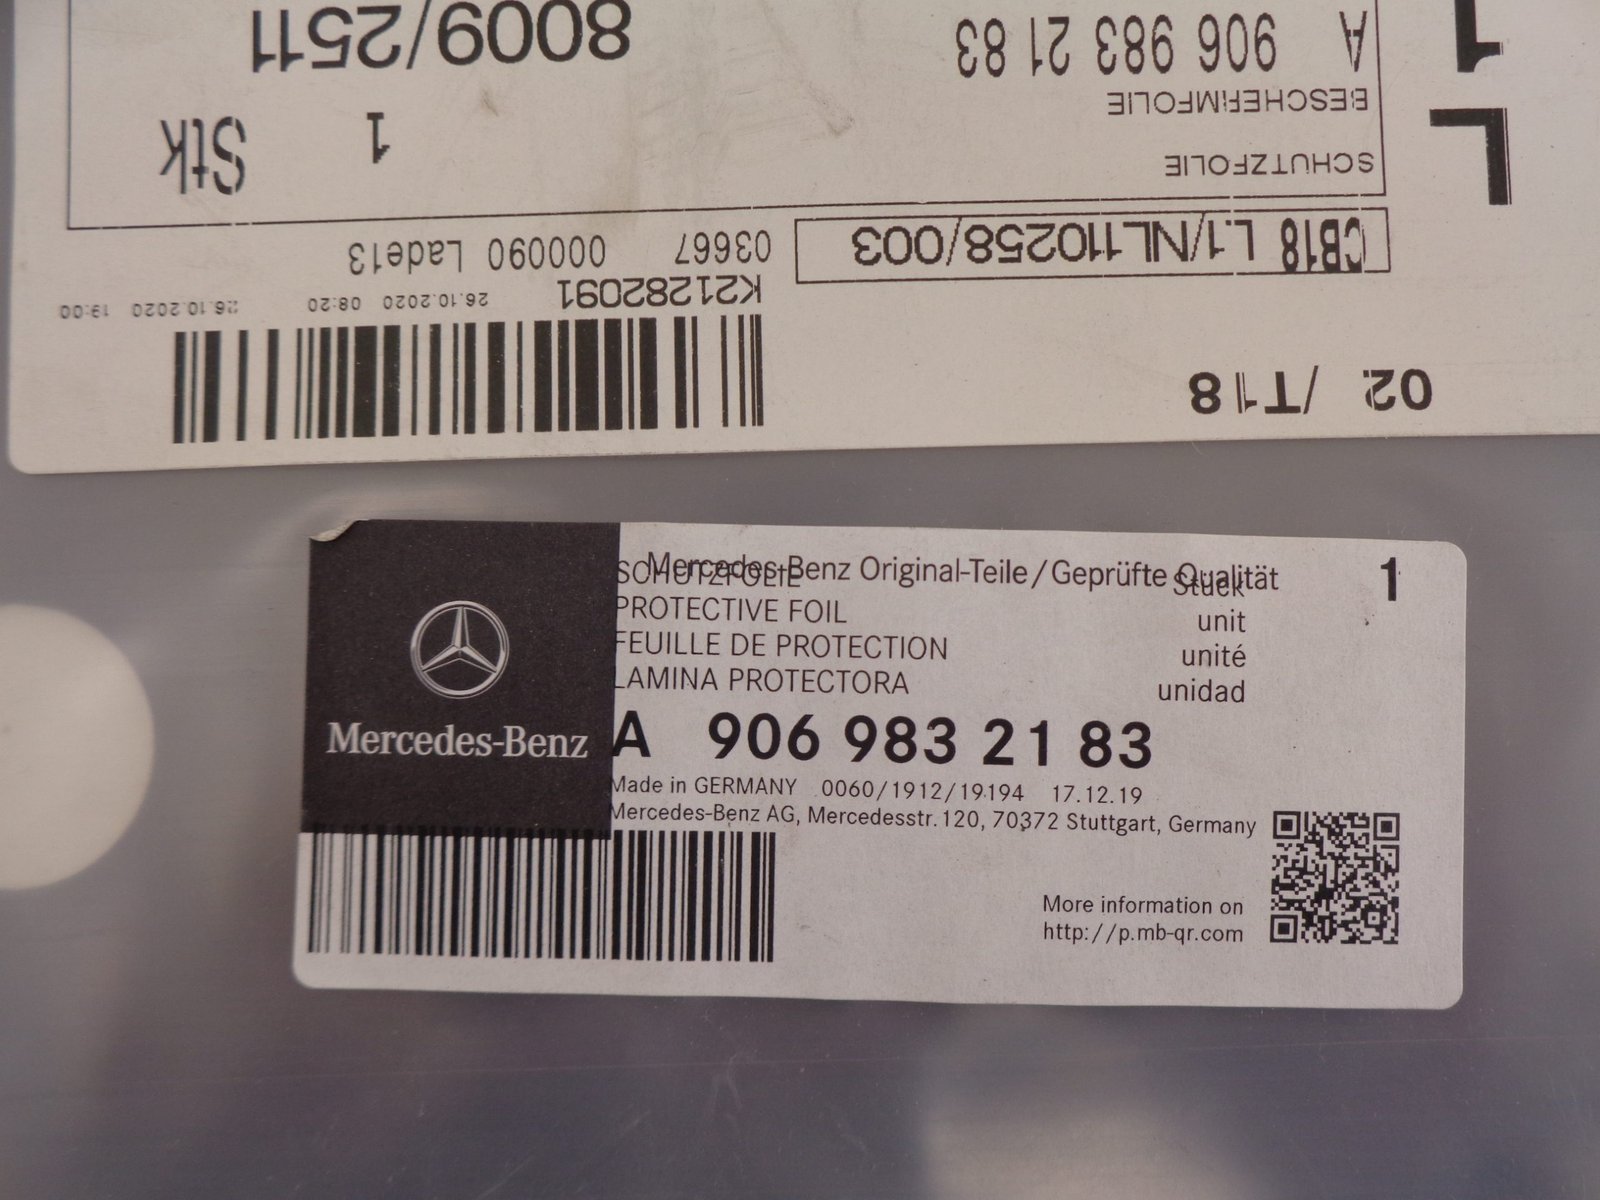 L 1
02 /T18
CB18 L.1/NL110258/003
SCHUTZFOLIE
BESCHERMFOLIE
A 906 983 21 83
K21282091 26.10.2020 08:20 26.10.2020 19:00
03667 000090 Lade13
1 Stk
8009/2511
Mercedes-Benz
Mercedes-Benz Original-Teile/Geprüfte Qualität 1
SCHUTZFOLIE Stück
PROTECTIVE FOIL unit
FEUILLE DE PROTECTION unité
LAMINA PROTECTORA unidad
A 906 983 21 83
Made in GERMANY 0060/1912/19194 17.12.19
Mercedes-Benz AG, Mercedesstr.120, 70372 Stuttgart, Germany
More information on
http://p.mb-qr.com